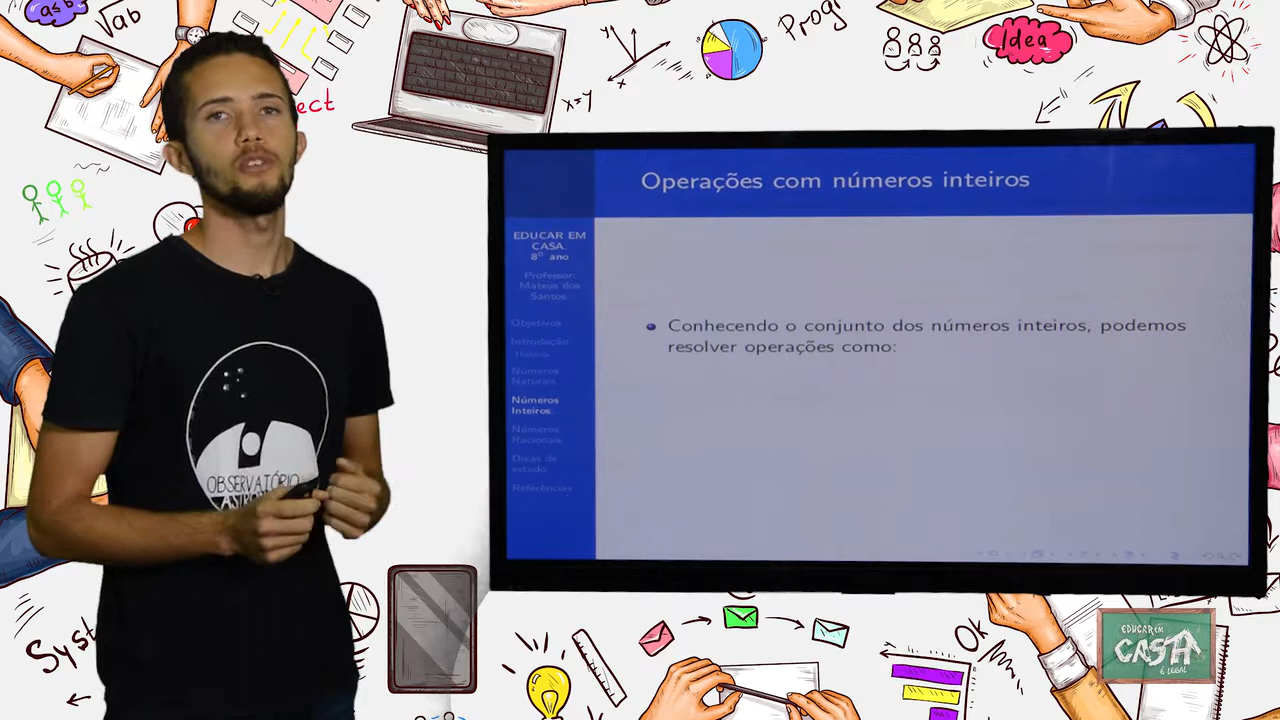 a≤b
√ab
ect
x=y
y
x
Prog
Idea
Operações com números inteiros
EDUCAR EM
CASA.
8º ano
Professor:
Mateus dos
Santos.
Objetivos
Introdução
História
Números
Naturais
Números
Inteiros.
Números
Racionais
Dicas de
estudo
Referências
Conhecendo o conjunto dos números inteiros, podemos
resolver operações como:
OBSERVATÓRIO
Syst
Ok
EDUCAR EM
CASA
É LEGAL